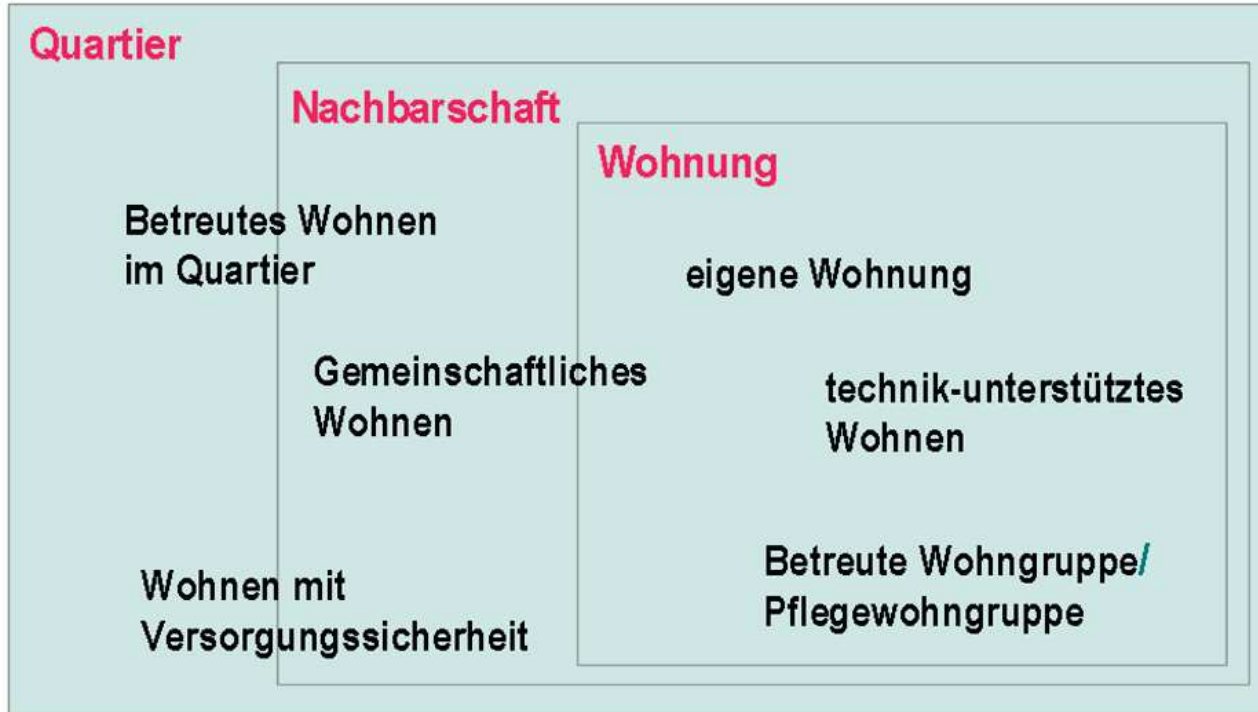 Quartier
Nachbarschaft
Wohnung
Betreutes Wohnen
im Quartier
eigene Wohnung
Gemeinschaftliches
Wohnen
technik-unterstütztes
Wohnen
Betreute Wohngruppe/
Pflegewohngruppe
Wohnen mit
Versorgungssicherheit